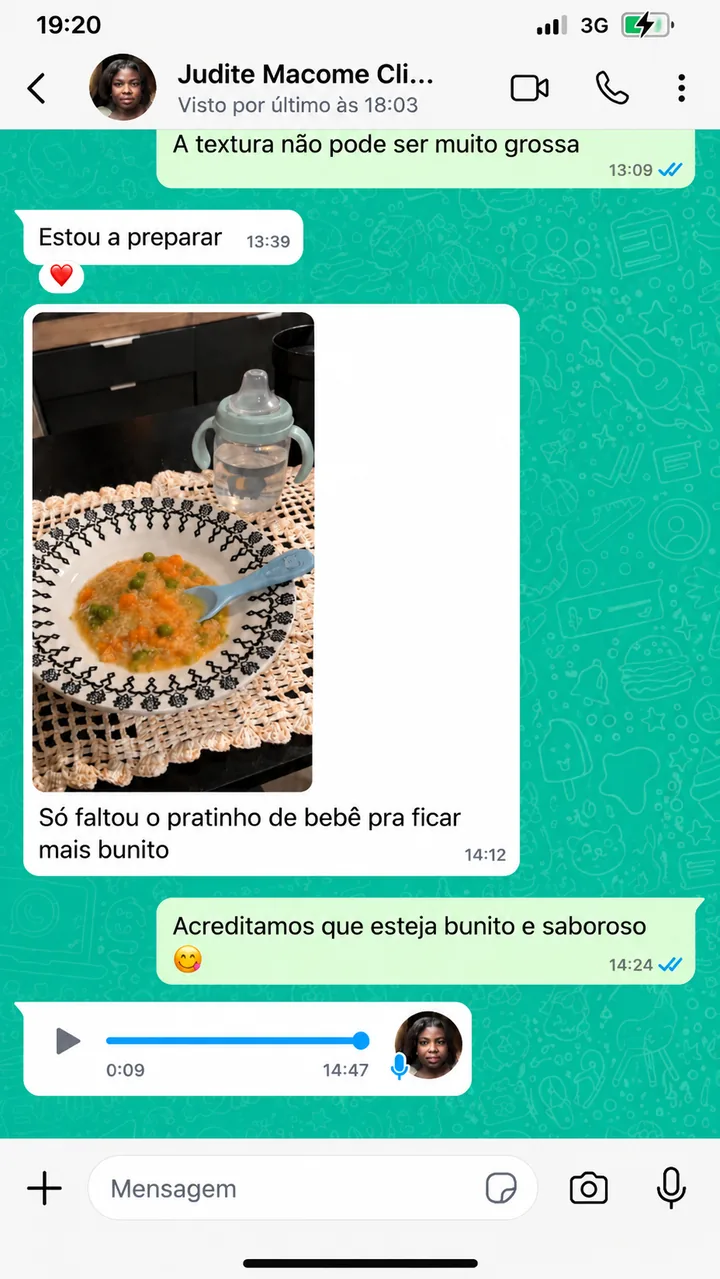 19:20
3G
Judite Macome Cli...
Visto por último às 18:03
A textura não pode ser muito grossa
13:09
Estou a preparar
13:39
Só faltou o pratinho de bebê pra ficar
mais bunito
14:12
Acreditamos que esteja bunito e saboroso
14:24
0:09
14:47
Mensagem